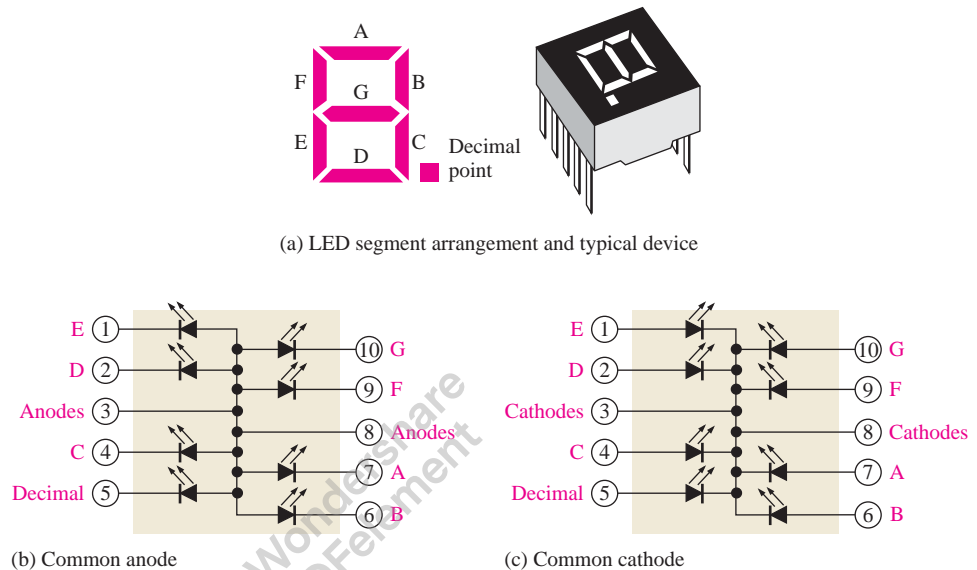 A
F
B
G
E
C
D
Decimal
point
(a) LED segment arrangement and typical device
E 1
10 G
D 2
9 F
Anodes 3
8 Anodes
C 4
7 A
Decimal 5
6 B
(b) Common anode
E 1
10 G
D 2
9 F
Cathodes 3
8 Cathodes
C 4
7 A
Decimal 5
6 B
(c) Common cathode
Wondershare
PDFelement